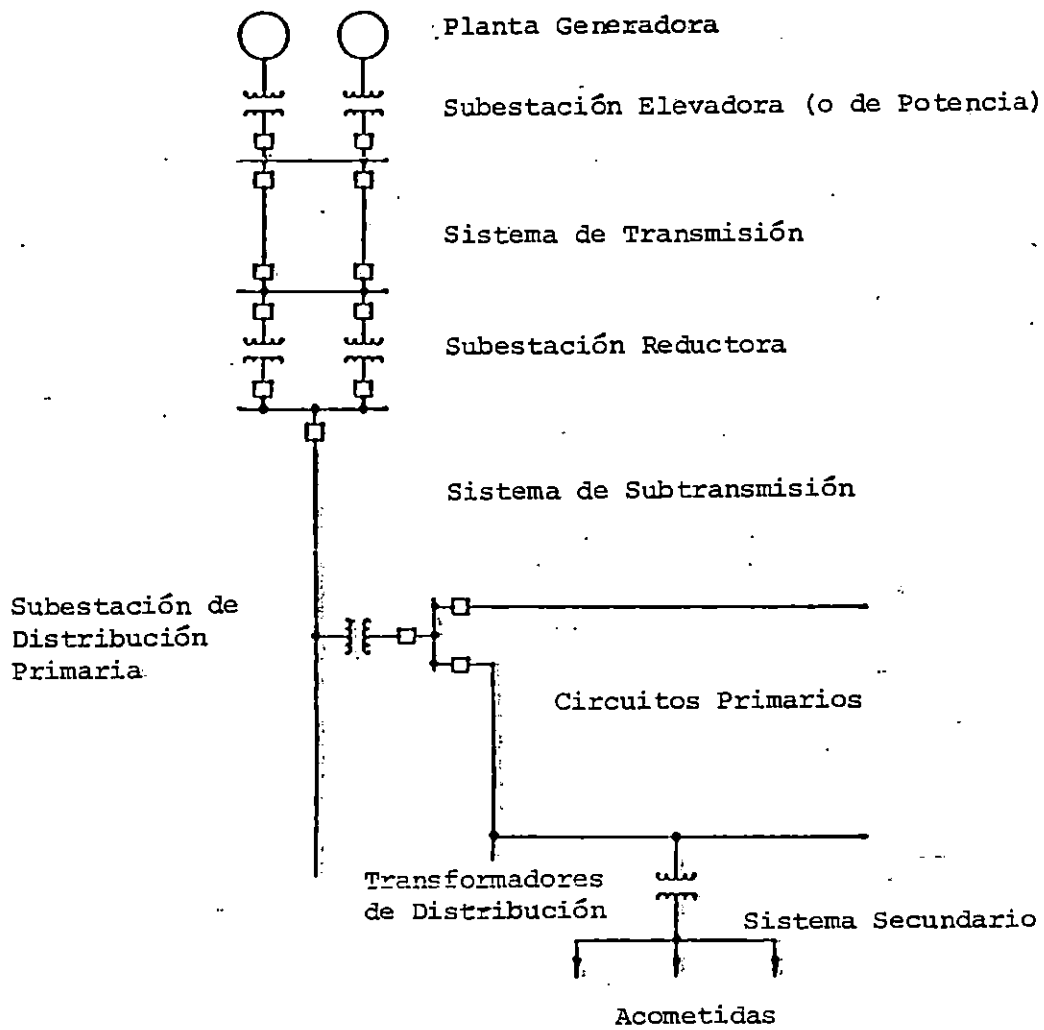 Planta Generadora
Subestación Elevadora (o de Potencia)
Sistema de Transmisión
Subestación Reductora
Sistema de Subtransmisión
Subestación de
Distribución
Primaria
Circuitos Primarios
Transformadores
de Distribución
Sistema Secundario
Acometidas